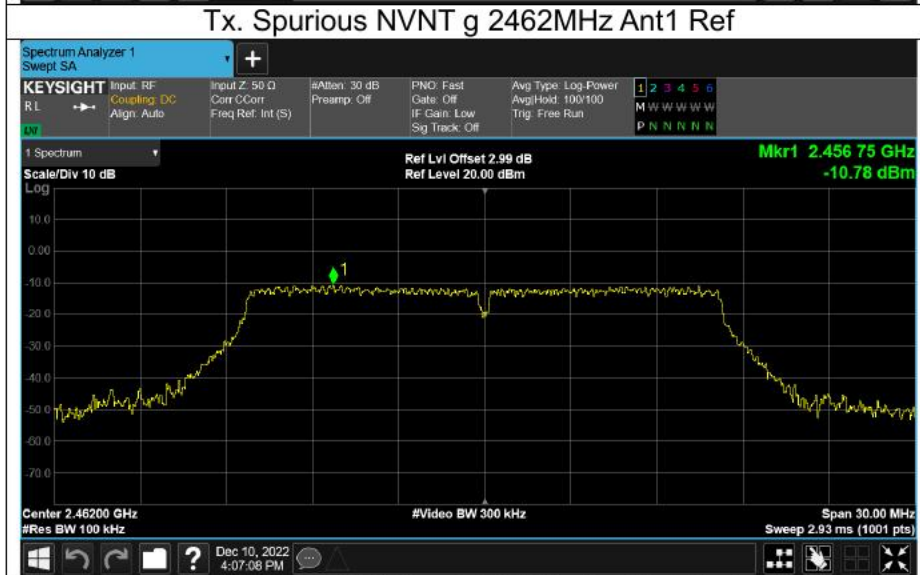 Tx. Spurious NVNT g 2462MHz Ant1 Ref
Spectrum Analyzer 1
Swept SA
+
KEYSIGHT
RL
Input: RF
Coupling: DC
Align: Auto
Input Z: 50 Ω
Corr CCorr
Freq Ref: Int (S)
#Atten: 30 dB
Preamp: Off
PNO: Fast
Gate: Off
IF Gain: Low
Sig Track: Off
Avg Type: Log-Power
Avg|Hold: 100/100
Trig: Free Run
1 2 3 4 5 6
M W W W W W
P N N N N N
1 Spectrum
Scale/Div 10 dB
Log
Ref Lvl Offset 2.99 dB
Ref Level 20.00 dBm
Mkr1 2.456 75 GHz
-10.78 dBm
10.0
0.00
-10.0
-20.0
-30.0
-40.0
-50.0
-60.0
-70.0
1
Center 2.46200 GHz
#Res BW 100 kHz
#Video BW 300 kHz
Span 30.00 MHz
Sweep 2.93 ms (1001 pts)
?
Dec 10, 2022
4:07:08 PM